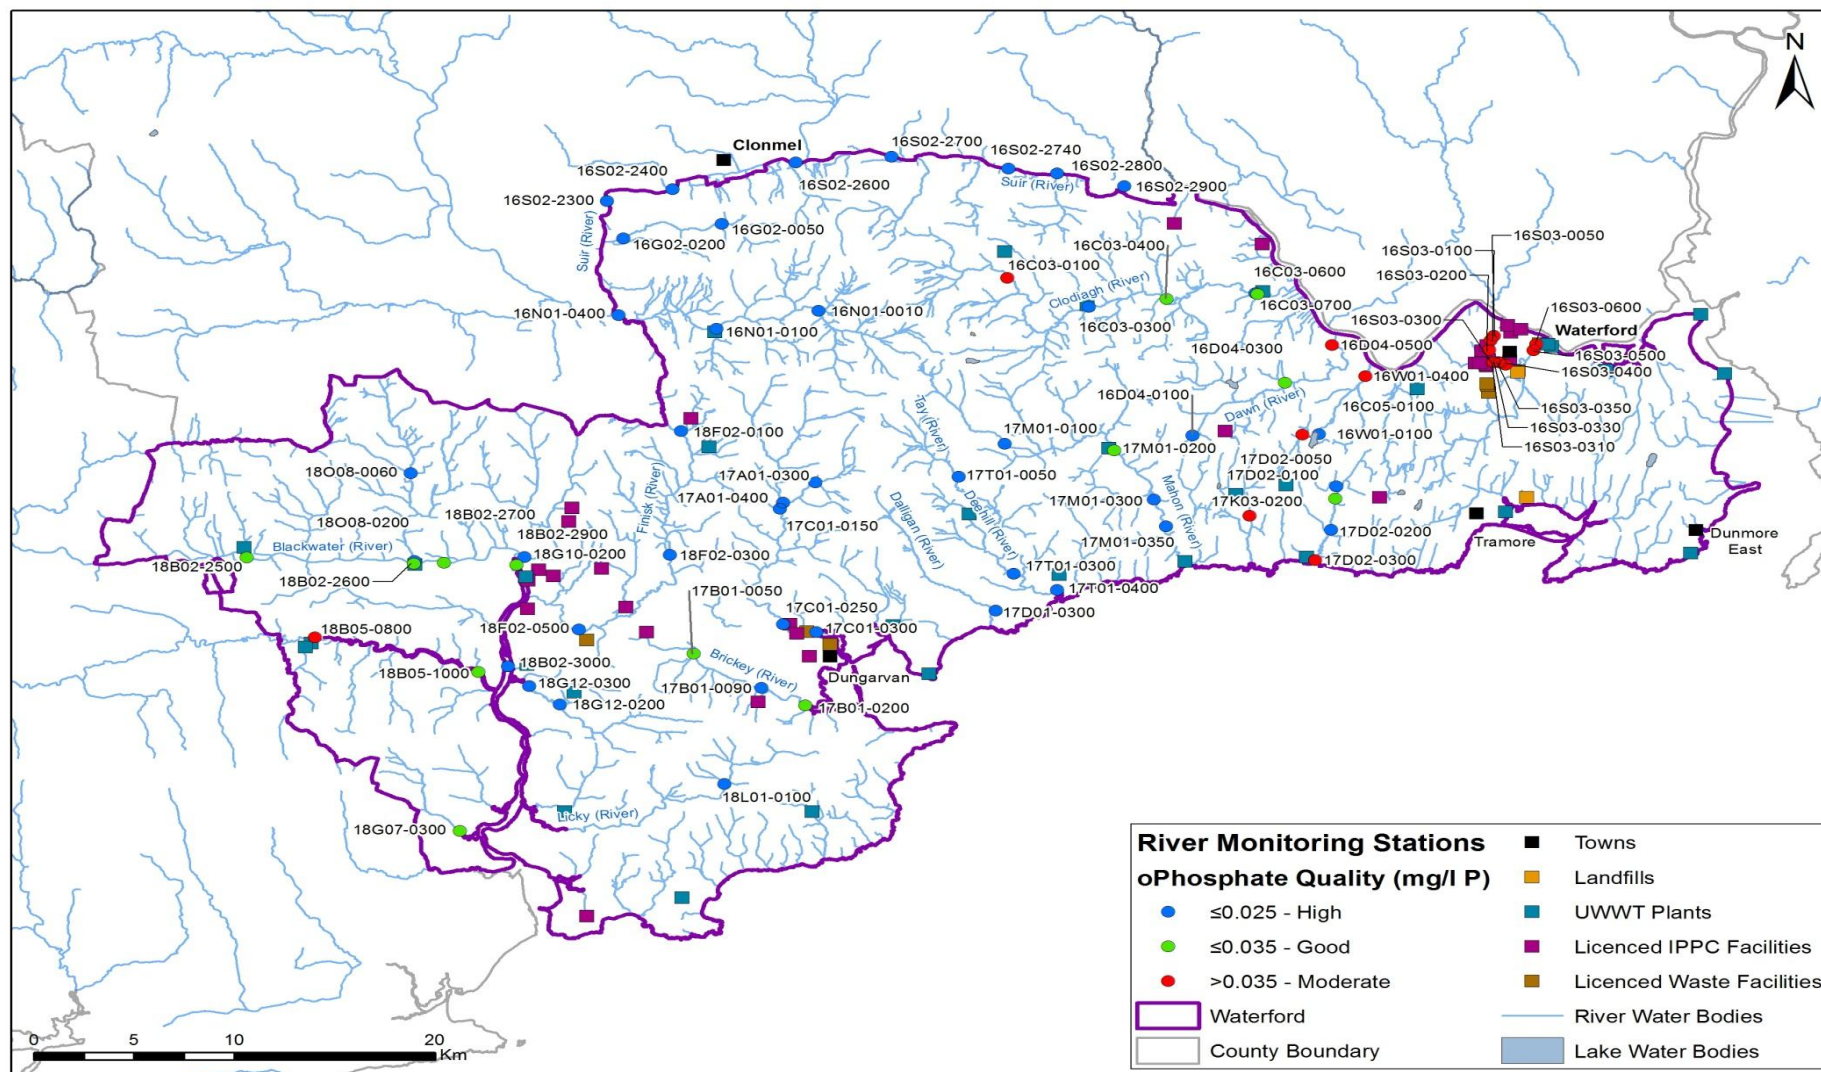 N
Clonmel
16S02-2700
16S02-2740
16S02-2800
16S02-2400
16S02-2600
Suir (River)
16S02-2900
16S02-2300
16G02-0050
16S03-0050
Suir (River)
16G02-0200
16C03-0400
16S03-0100
16C03-0100
16S03-0200
16C03-0600
Clodiagh (River)
16C03-0700
16N01-0400
16N01-0010
16C03-0300
16S03-0600
16N01-0100
16S03-0300
Waterford
16D04-0300
16D04-0500
16S03-0500
16S03-0400
16W01-0400
16D04-0100
Tay (River)
Dawn (River)
16C05-0100
16S03-0350
18F02-0100
17M01-0100
16S03-0330
16W01-0100
16S03-0310
17M01-0200
17D02-0050
18O08-0060
17A01-0300
17T01-0050
17D02-0100
17A01-0400
17M01-0300
17K03-0200
Finisk (River)
Dalligan (River)
Deehill (River)
Mahon (River)
18O08-0200
18B02-2700
17C01-0150
18B02-2900
17D02-0200
Tramore
Dunmore
East
Blackwater (River)
18G10-0200
18F02-0300
17M01-0350
18B02-2500
17T01-0300
17D02-0300
18B02-2600
17B01-0050
17T01-0400
17C01-0250
17D01-0300
18B05-0800
18F02-0500
17C01-0300
18B02-3000
Brickey (River)
18B05-1000
Dungarvan
18G12-0300
17B01-0090
18G12-0200
17B01-0200
18L01-0100
Licky (River)
18G07-0300
River Monitoring Stations
oPhosphate Quality (mg/l P)
≤0.025 - High
≤0.035 - Good
>0.035 - Moderate
Waterford
County Boundary
Towns
Landfills
UWWT Plants
Licenced IPPC Facilities
Licenced Waste Facilities
River Water Bodies
Lake Water Bodies
0 5 10 20
Km